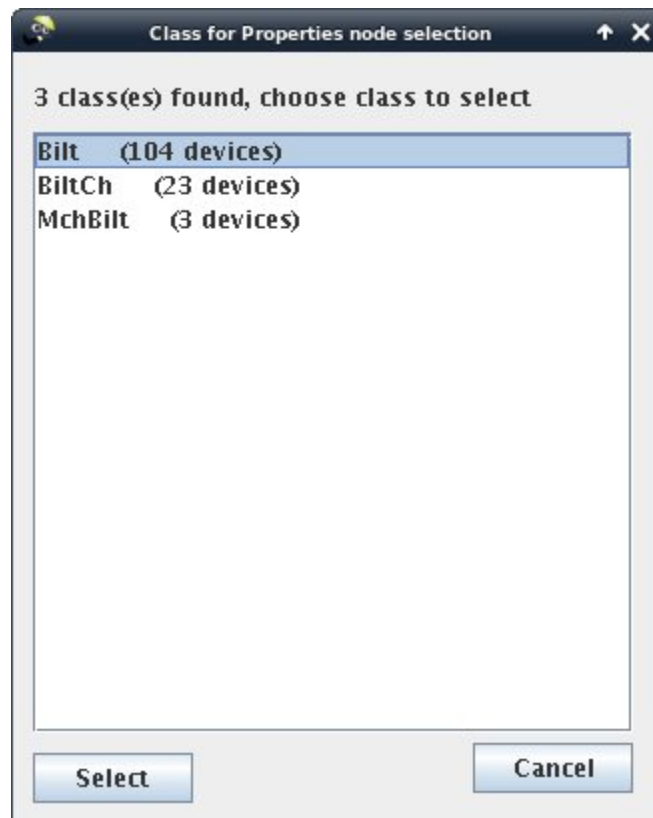 Class for Properties node selection
3 class(es) found, choose class to select
Bilt (104 devices)
BiltCh (23 devices)
MchBilt (3 devices)
Select
Cancel